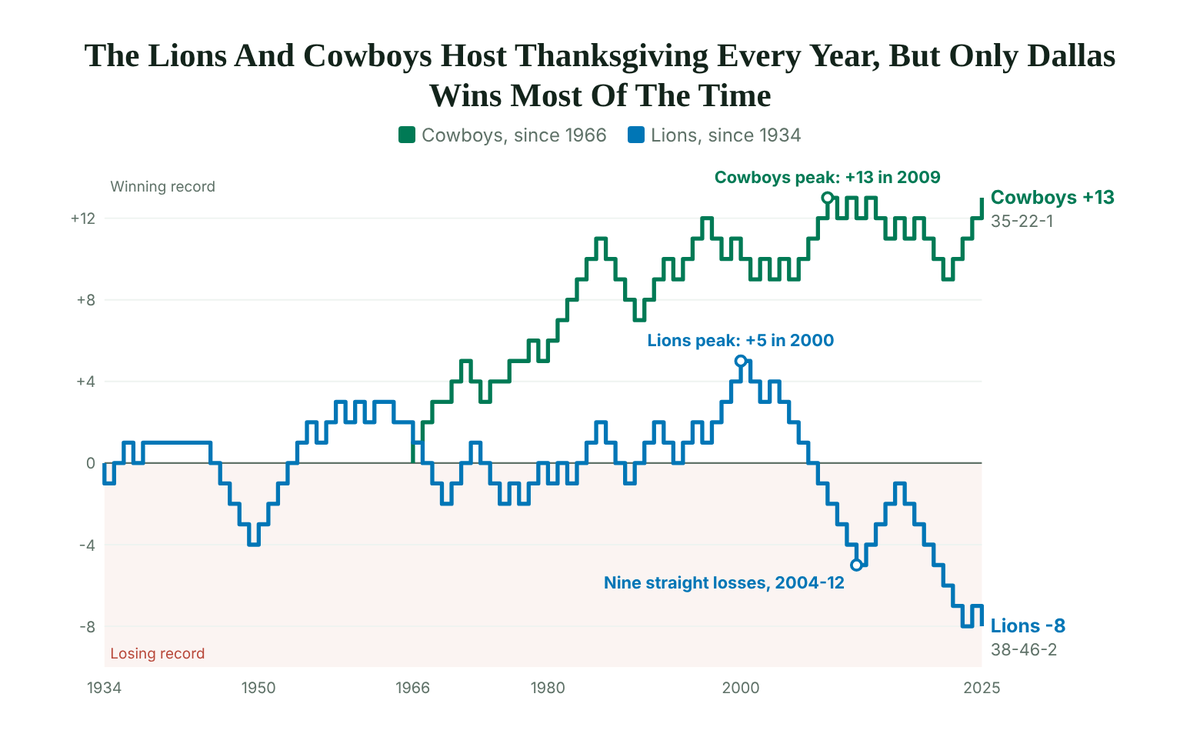 The Lions And Cowboys Host Thanksgiving Every Year, But Only Dallas
Wins Most Of The Time
Cowboys, since 1966
Lions, since 1934
Winning record
Cowboys peak: +13 in 2009
Cowboys +13
35-22-1
+12
+8
Lions peak: +5 in 2000
+4
0
-4
Nine straight losses, 2004-12
-8
Lions -8
38-46-2
Losing record
1934
1950
1966
1980
2000
2025